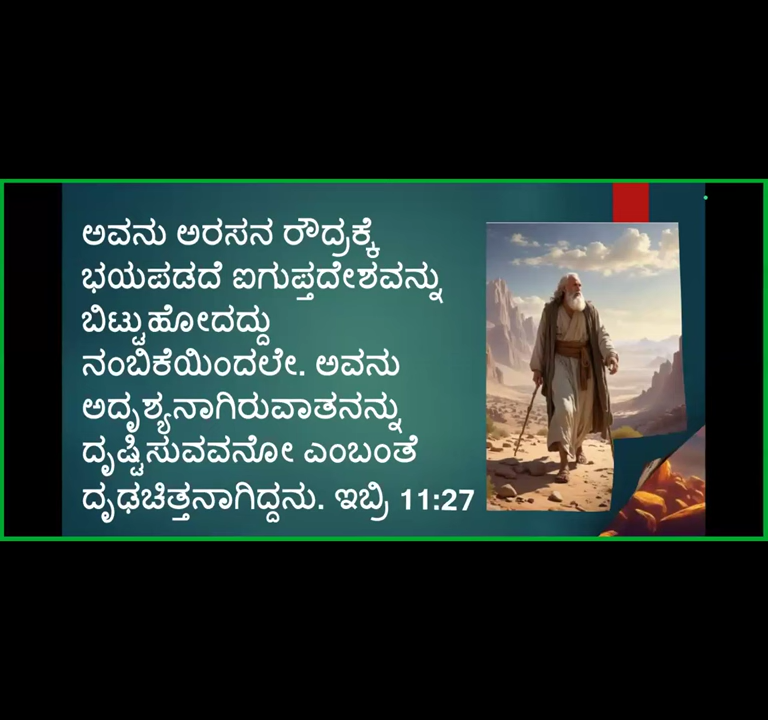 ಅವನು ಅರಸನ ರೌದ್ರಕ್ಕೆ
ಭಯಪಡದೆ ಐಗುಪ್ತದೇಶವನ್ನು
ಬಿಟ್ಟುಹೋದದ್ದು
ನಂಬಿಕೆಯಿಂದಲೇ. ಅವನು
ಅದೃಶ್ಯನಾಗಿರುವಾತನನ್ನು
ದೃಷ್ಟಿಸುವವನೋ ಎಂಬಂತೆ
ದೃಢಚಿತ್ತನಾಗಿದ್ದನು. ಇಬ್ರಿ 11:27